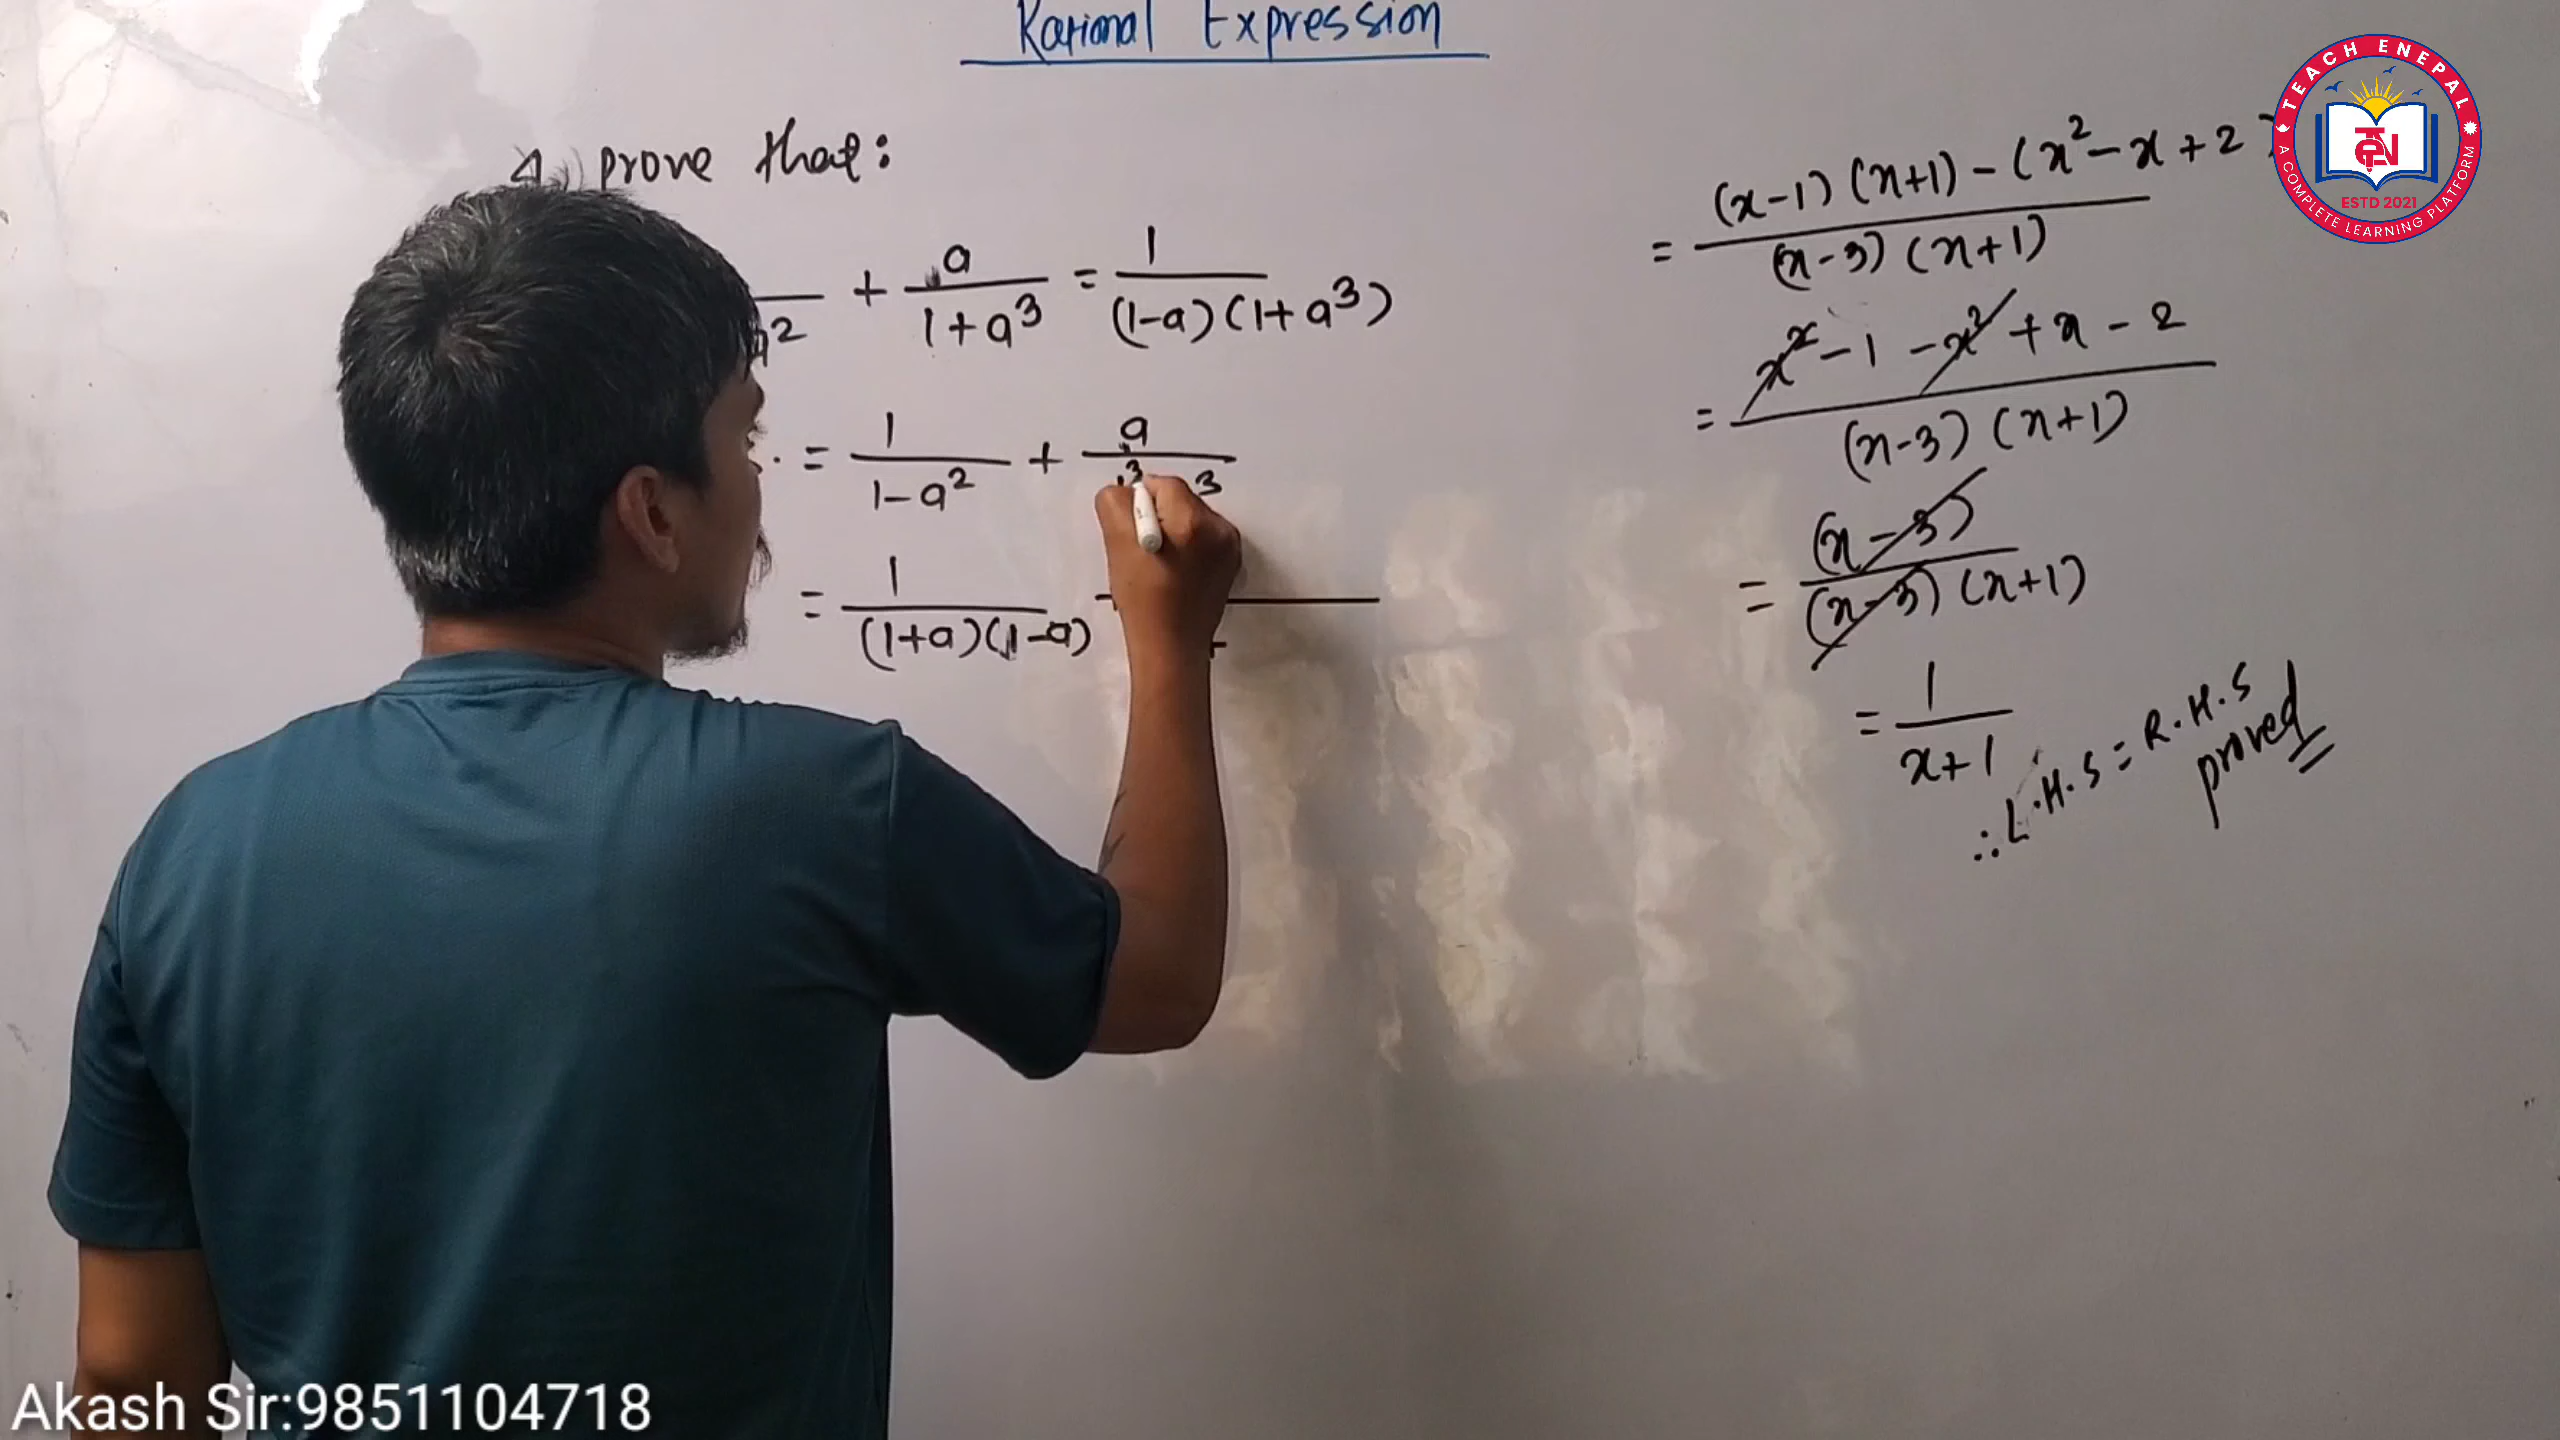 Rational Expression
4) prove that:
+ a/(1+a³) = 1/((1-a)(1+a³))
= 1/(1-a²) + a/
= 1/((1+a)(1-a))
= ((x-1)(x+1) - (x²-x+2)/((x-3)(x+1))
= (x²-1-x²+x-2)/((x-3)(x+1))
= (x-3)/((x-3)(x+1))
= 1/(x+1)
∴ L.H.S = R.H.S
proved
TEACH ENEPAL
TEN
ESTD 2021
A COMPLETE LEARNING PLATFORM
Akash Sir:9851104718